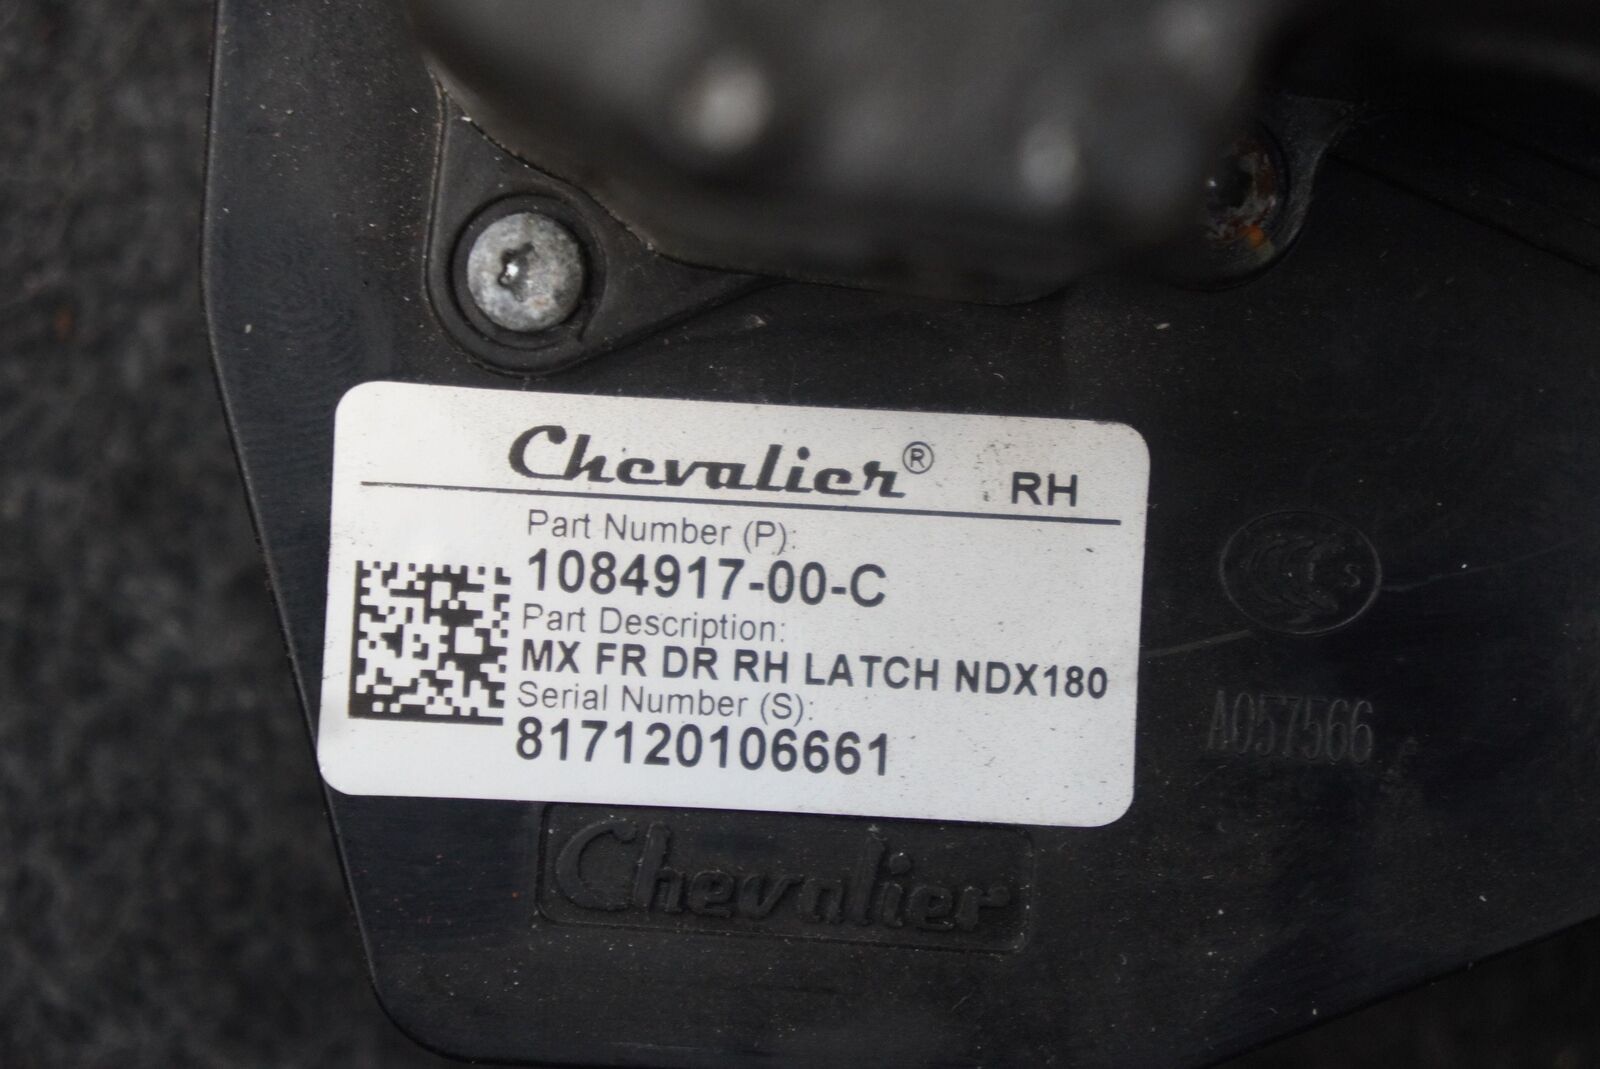 Chevalier® RH
Part Number (P):
1084917-00-C
Part Description:
MX FR DR RH LATCH NDX180
Serial Number (S):
817120106661
CCC S
A057566
Chevalier